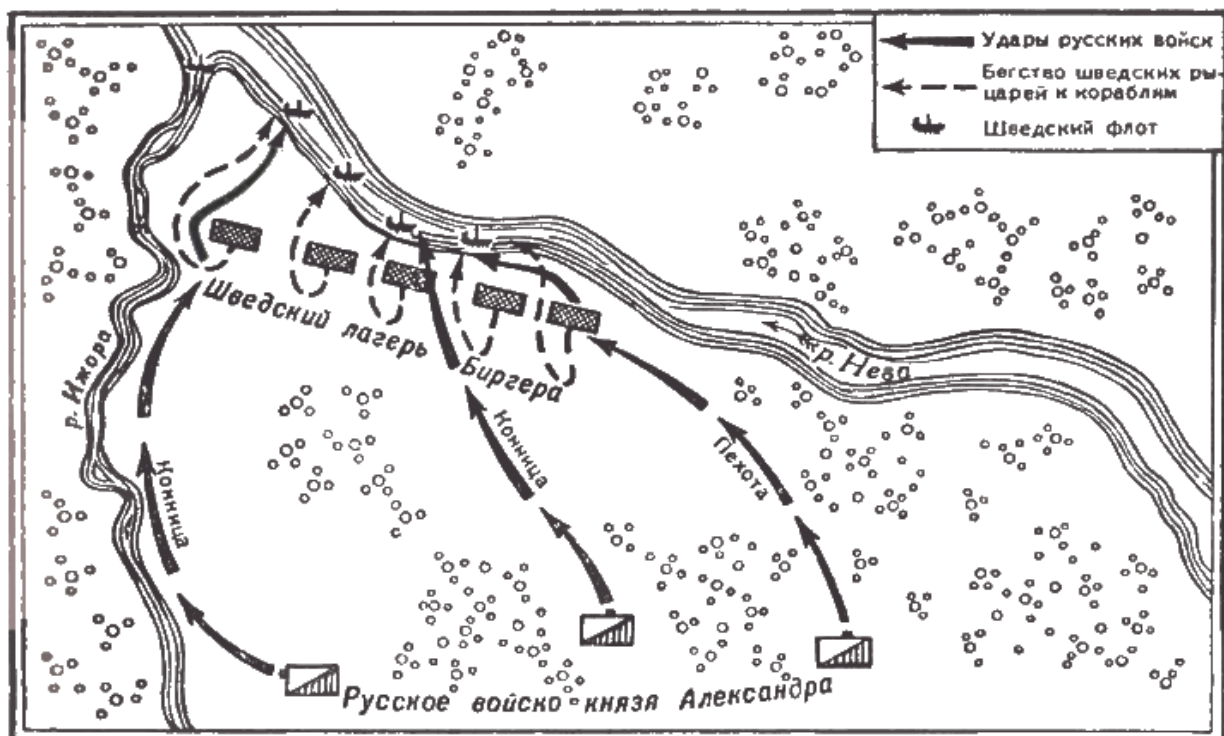 Удары русских войск
Бегство шведских ры-
царей к кораблям
Шведский флот
Шведский лагерь
Биргера
р. Ижора
р. Нева
Конница
Конница
Пехота
Русское войско князя Александра